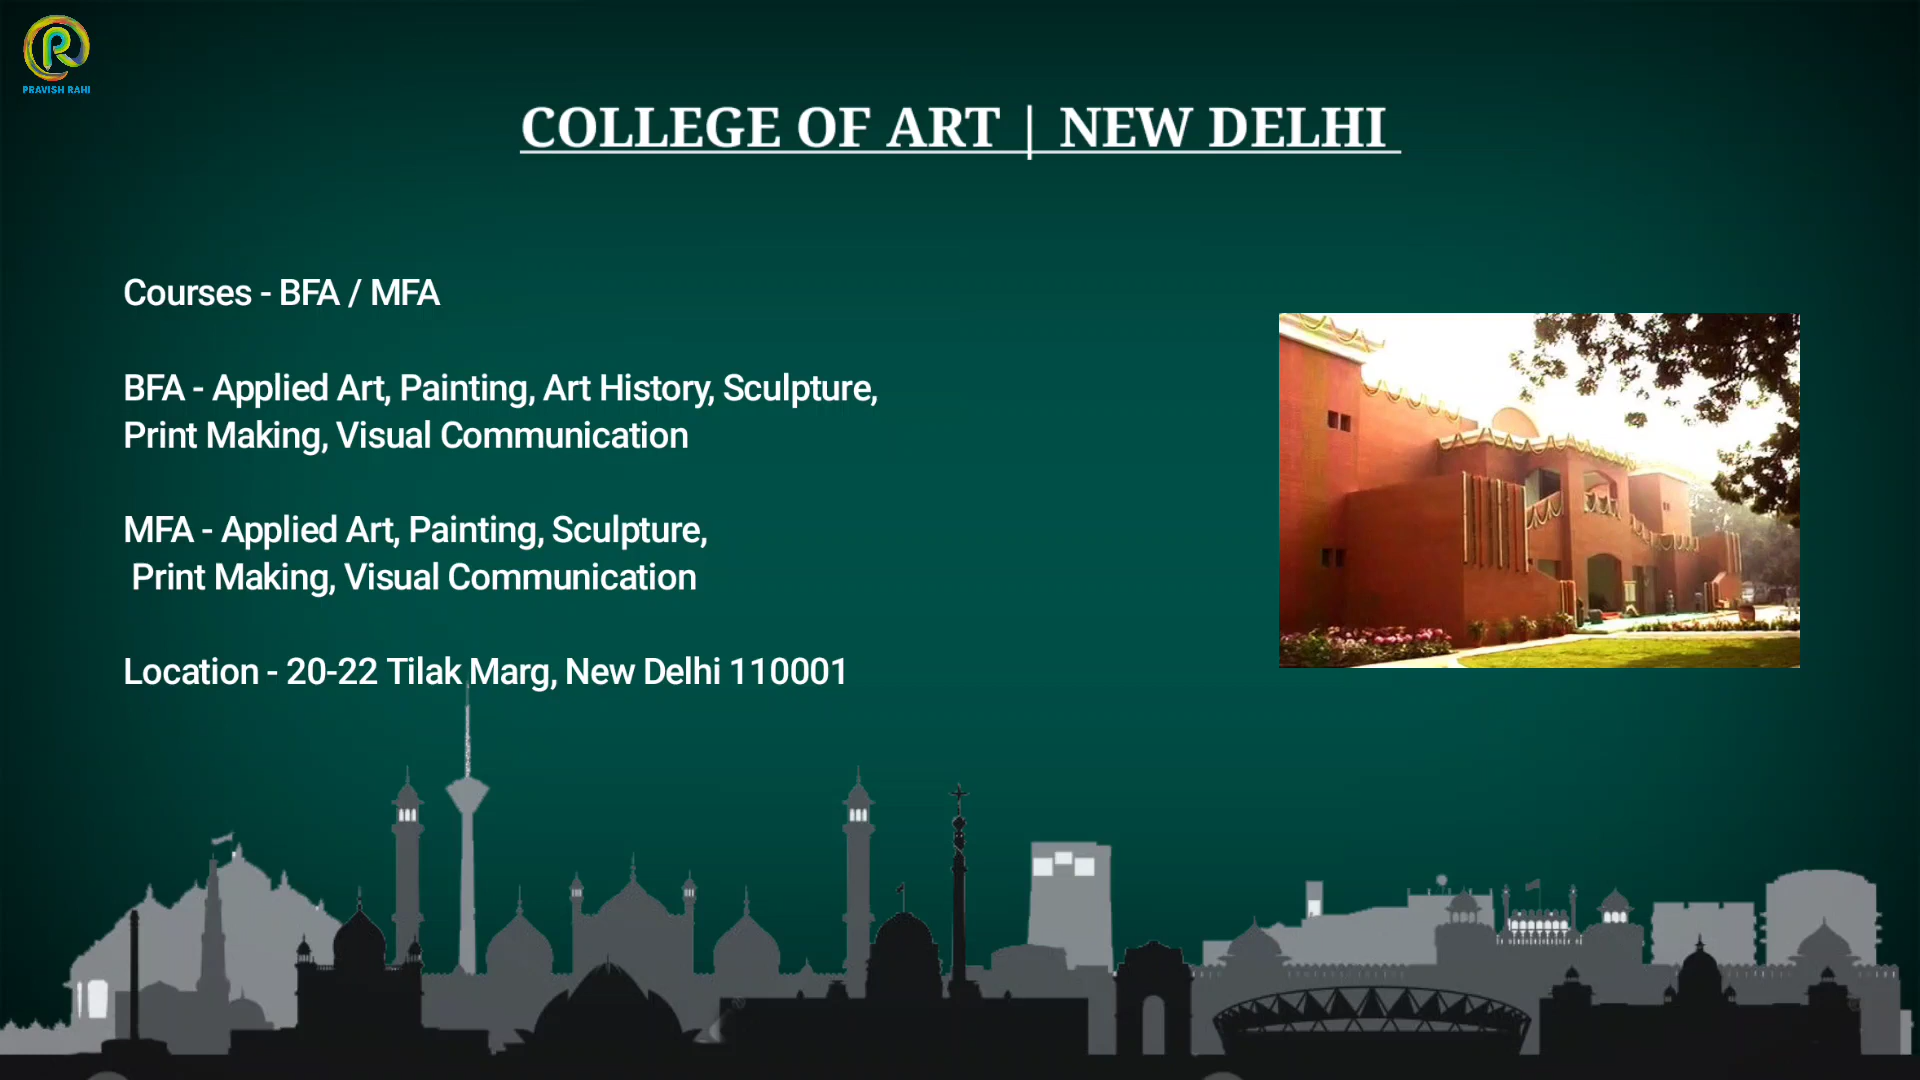 PRAVISH RAHI
COLLEGE OF ART | NEW DELHI
Courses - BFA / MFA
BFA - Applied Art, Painting, Art History, Sculpture,
Print Making, Visual Communication
MFA - Applied Art, Painting, Sculpture,
Print Making, Visual Communication
Location - 20-22 Tilak Marg, New Delhi 110001